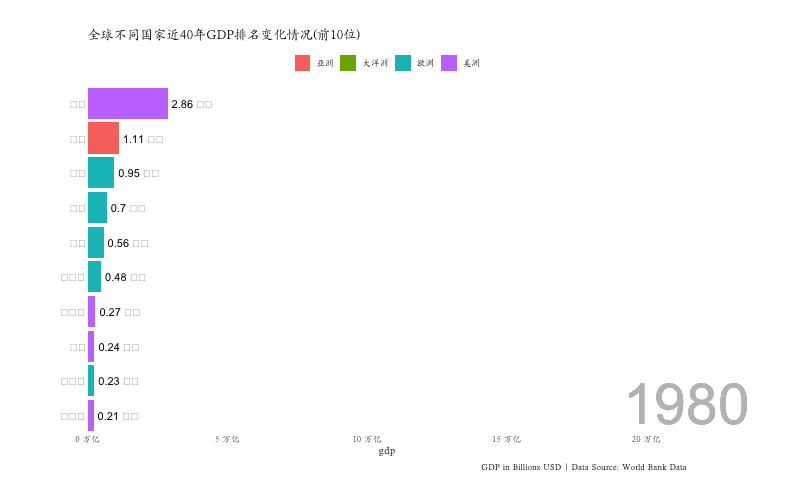 全球不同国家近40年GDP排名变化情况(前10位)
亚洲 大洋洲 欧洲 美洲
2.86
1.11
0.95
0.7
0.56
0.48
0.27
0.24
0.23
0.21
1980
0 万亿 5 万亿 10 万亿 15 万亿 20 万亿
gdp
GDP in Billions USD | Data Source: World Bank Data